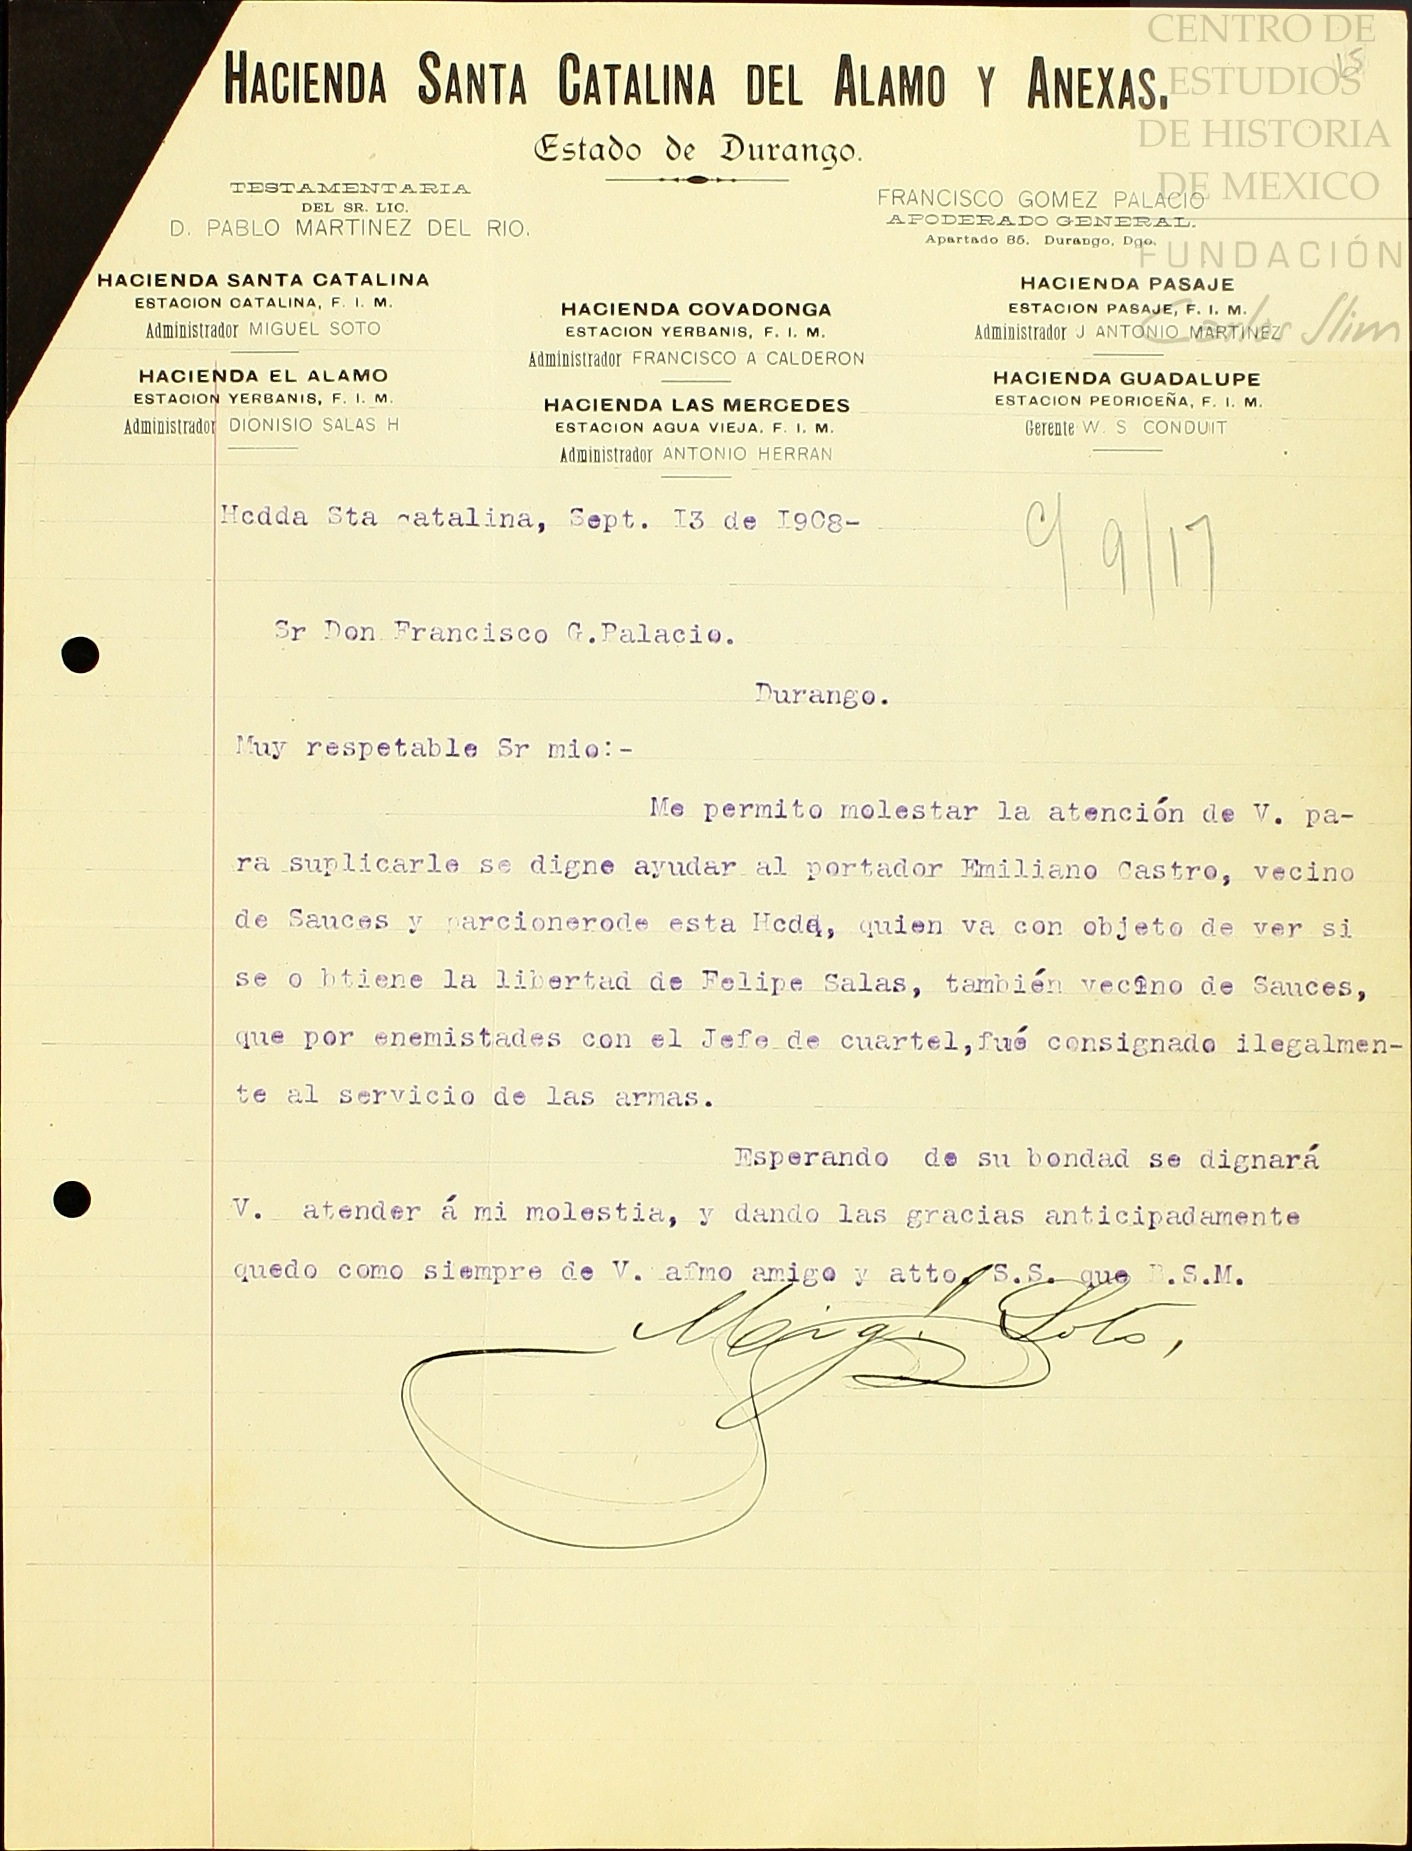 CENTRO DE
ESTUDIOS
DE HISTORIA
DE MEXICO
FUNDACIÓN
Carlos Slim
15
HACIENDA SANTA CATALINA DEL ALAMO Y ANEXAS.
Estado de Durango.
TESTAMENTARIA
DEL SR. LIC.
D. PABLO MARTINEZ DEL RIO.
FRANCISCO GOMEZ PALACIO
APODERADO GENERAL.
Apartado 85. Durango, Dgo.
HACIENDA SANTA CATALINA
ESTACION CATALINA, F. I. M.
Administrador MIGUEL SOTO
HACIENDA EL ALAMO
ESTACION YERBANIS, F. I. M.
Administrador DIONISIO SALAS H
HACIENDA COVADONGA
ESTACION YERBANIS, F. I. M.
Administrador FRANCISCO A CALDERON
HACIENDA LAS MERCEDES
ESTACION AGUA VIEJA, F. I. M.
Administrador ANTONIO HERRAN
HACIENDA PASAJE
ESTACION PASAJE, F. I. M.
Administrador J ANTONIO MARTINEZ
HACIENDA GUADALUPE
ESTACION PEDRICEÑA, F. I. M.
Gerente W. S. CONDUIT
Hcdda Sta Catalina, Sept. I3 de I908-
C/ 9/17
Sr Don Francisco G.Palacio.
Durango.
Muy respetable Sr mio:-
Me permito molestar la atención de V. pa-
ra suplicarle se digne ayudar al portador Emiliano Castro, vecino
de Sauces y parcionerode esta Hcda, quien va con objeto de ver si
se o btiene la libertad de Felipe Salas, también vecino de Sauces,
que por enemistades con el Jefe de cuartel,fué consignado ilegalmen-
te al servicio de las armas.
Esperando de su bondad se dignará
V. atender á mi molestia, y dando las gracias anticipadamente
quedo como siempre de V. afmo amigo y atto. S.S. que B.S.M.
Migl. Soto,